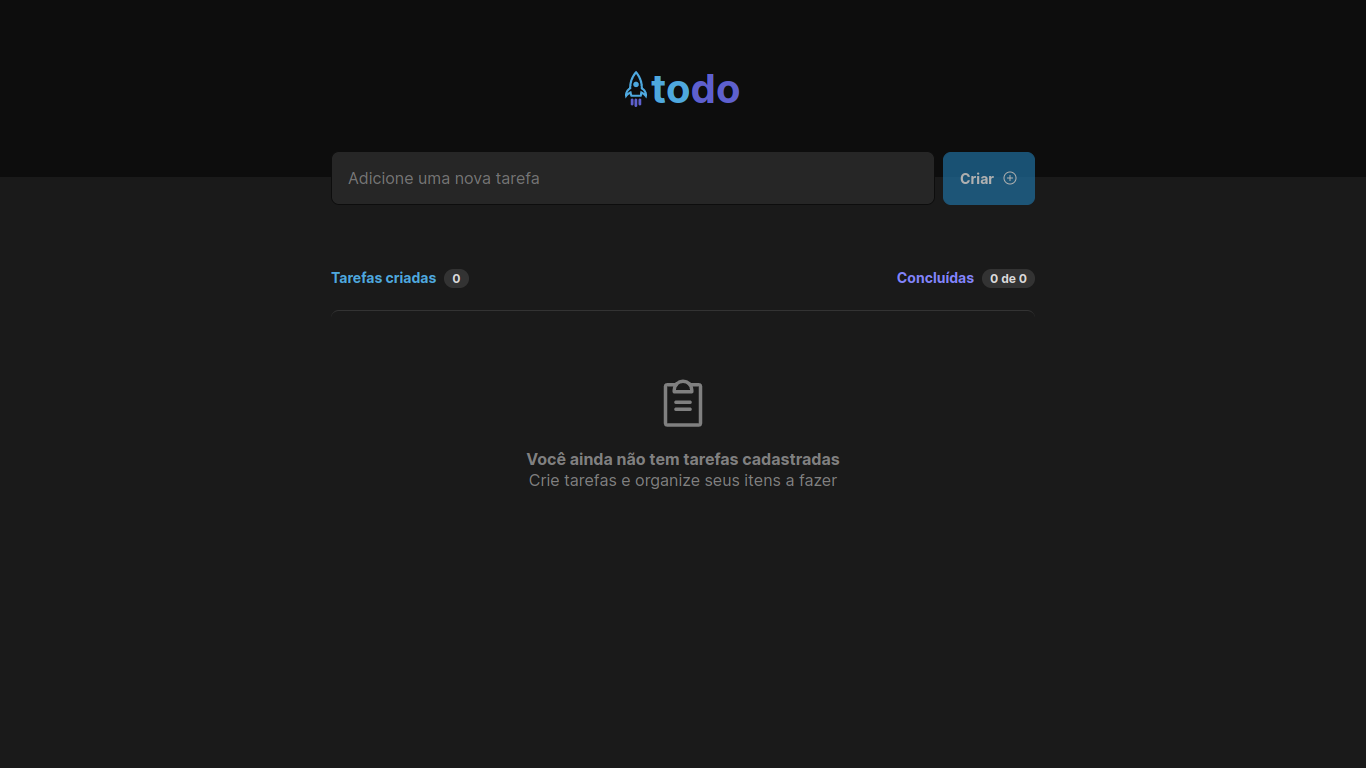 todo
Adicione uma nova tarefa
Criar
Tarefas criadas 0
Concluídas 0 de 0
Você ainda não tem tarefas cadastradas
Crie tarefas e organize seus itens a fazer